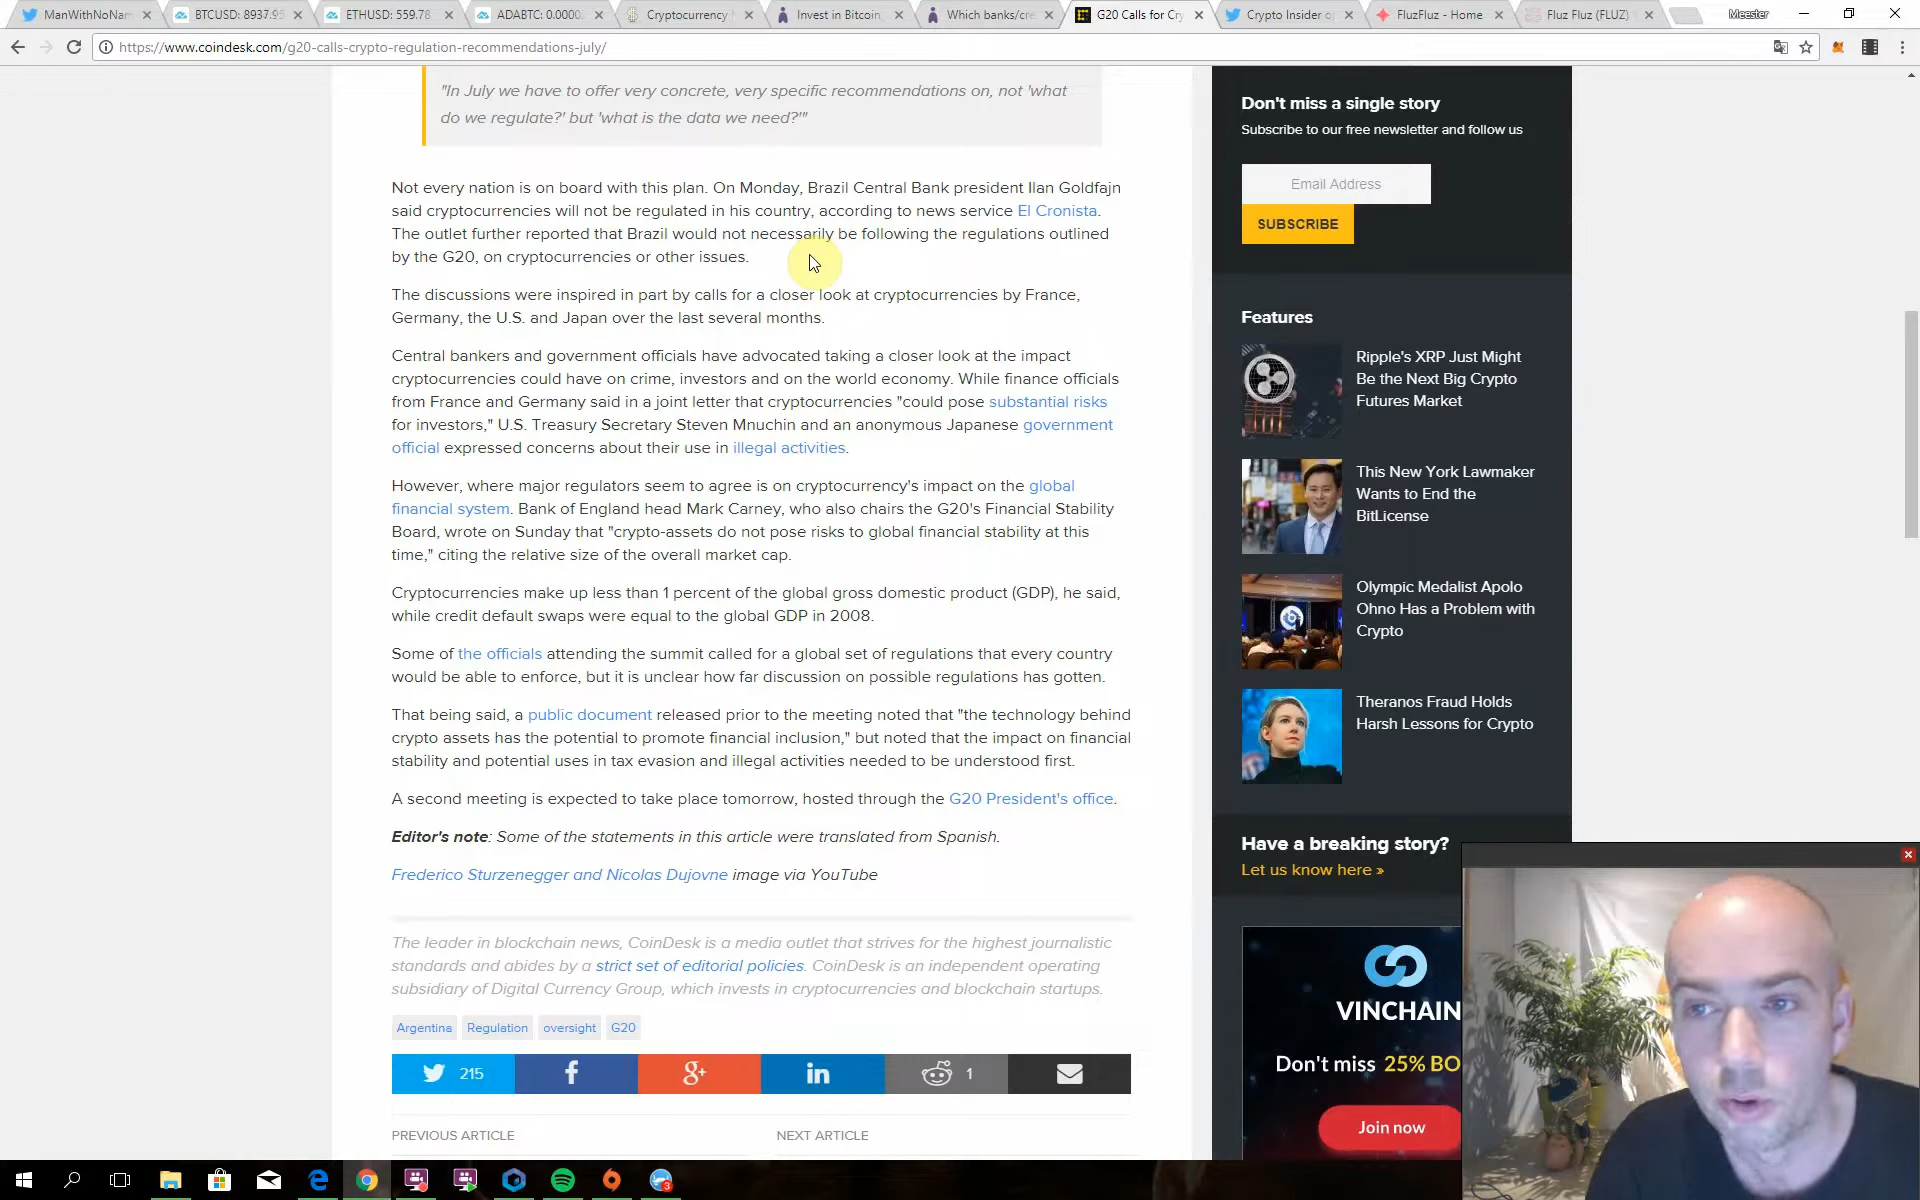 ManWithNoNam
BTCUSD: 8937.95
ETHUSD: 559.78
ADABTC: 0.0000
Cryptocurrency
Invest in Bitcoin
Which banks/cre
G20 Calls for Cry
Crypto Insider o
FluzFluz - Home
Fluz Fluz (FLUZ)
Meester
https://www.coindesk.com/g20-calls-crypto-regulation-recommendations-july/
"In July we have to offer very concrete, very specific recommendations on, not 'what
do we regulate?' but 'what is the data we need?'"
Not every nation is on board with this plan. On Monday, Brazil Central Bank president Ilan Goldfajn
said cryptocurrencies will not be regulated in his country, according to news service El Cronista.
The outlet further reported that Brazil would not necessarily be following the regulations outlined
by the G20, on cryptocurrencies or other issues.
The discussions were inspired in part by calls for a closer look at cryptocurrencies by France,
Germany, the U.S. and Japan over the last several months.
Central bankers and government officials have advocated taking a closer look at the impact
cryptocurrencies could have on crime, investors and on the world economy. While finance officials
from France and Germany said in a joint letter that cryptocurrencies "could pose substantial risks
for investors," U.S. Treasury Secretary Steven Mnuchin and an anonymous Japanese government
official expressed concerns about their use in illegal activities.
However, where major regulators seem to agree is on cryptocurrency's impact on the global
financial system. Bank of England head Mark Carney, who also chairs the G20's Financial Stability
Board, wrote on Sunday that "crypto-assets do not pose risks to global financial stability at this
time," citing the relative size of the overall market cap.
Cryptocurrencies make up less than 1 percent of the global gross domestic product (GDP), he said,
while credit default swaps were equal to the global GDP in 2008.
Some of the officials attending the summit called for a global set of regulations that every country
would be able to enforce, but it is unclear how far discussion on possible regulations has gotten.
That being said, a public document released prior to the meeting noted that "the technology behind
crypto assets has the potential to promote financial inclusion," but noted that the impact on financial
stability and potential uses in tax evasion and illegal activities needed to be understood first.
A second meeting is expected to take place tomorrow, hosted through the G20 President's office.
Editor's note: Some of the statements in this article were translated from Spanish.
Frederico Sturzenegger and Nicolas Dujovne image via YouTube
The leader in blockchain news, CoinDesk is a media outlet that strives for the highest journalistic
standards and abides by a strict set of editorial policies. CoinDesk is an independent operating
subsidiary of Digital Currency Group, which invests in cryptocurrencies and blockchain startups.
Argentina
Regulation
oversight
G20
215
f
g+
in
1
PREVIOUS ARTICLE
NEXT ARTICLE
Don't miss a single story
Subscribe to our free newsletter and follow us
Email Address
SUBSCRIBE
Features
Ripple's XRP Just Might
Be the Next Big Crypto
Futures Market
This New York Lawmaker
Wants to End the
BitLicense
Olympic Medalist Apolo
Ohno Has a Problem with
Crypto
Theranos Fraud Holds
Harsh Lessons for Crypto
Have a breaking story?
Let us know here »
VINCHAIN
Don't miss 25% BO
Join now
3